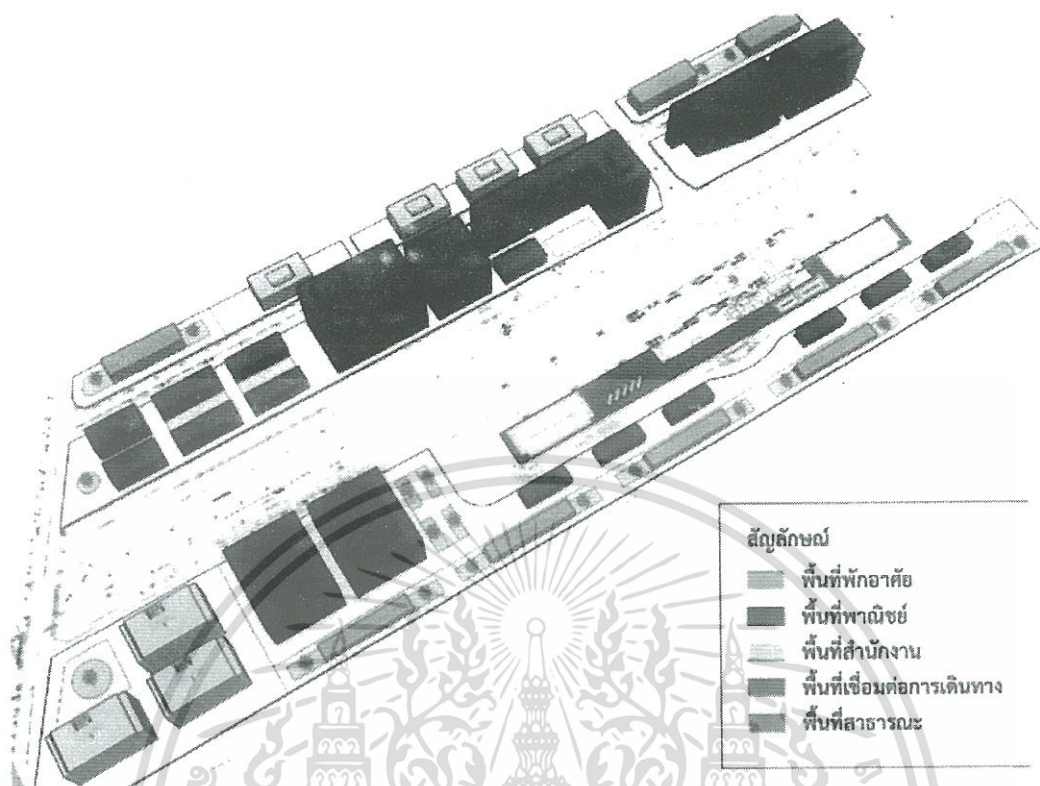 สัญลักษณ์
พื้นที่พักอาศัย
พื้นที่พาณิชย์
พื้นที่สำนักงาน
พื้นที่เชื่อมต่อการเดินทาง
พื้นที่สาธารณะ